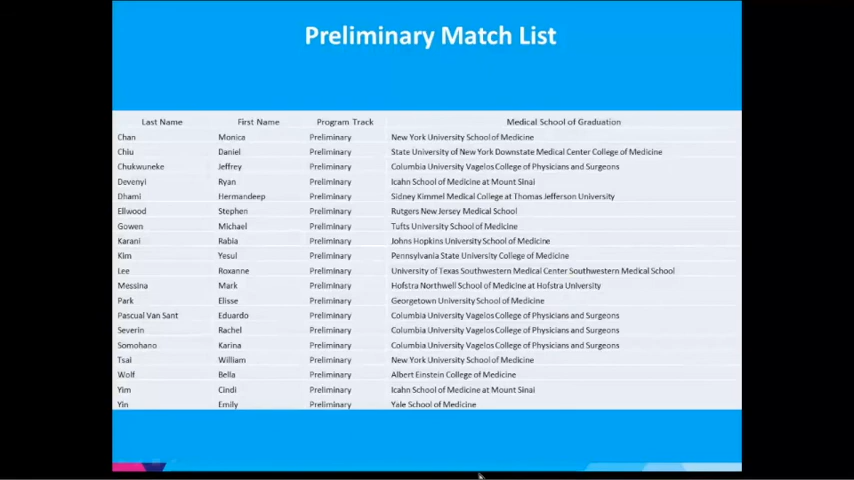 Preliminary Match List
Last Name First Name Program Track Medical School of Graduation
Chan Monica Preliminary New York University School of Medicine
Chiu Daniel Preliminary State University of New York Downstate Medical Center College of Medicine
Chukwuneke Jeffrey Preliminary Columbia University Vagelos College of Physicians and Surgeons
Devenyi Ryan Preliminary Icahn School of Medicine at Mount Sinai
Dhami Hermandeep Preliminary Sidney Kimmel Medical College at Thomas Jefferson University
Ellwood Stephen Preliminary Rutgers New Jersey Medical School
Gowen Michael Preliminary Tufts University School of Medicine
Karani Rabia Preliminary Johns Hopkins University School of Medicine
Kim Yesul Preliminary Pennsylvania State University College of Medicine
Lee Roxanne Preliminary University of Texas Southwestern Medical Center Southwestern Medical School
Messina Mark Preliminary Hofstra Northwell School of Medicine at Hofstra University
Park Elisse Preliminary Georgetown University School of Medicine
Pascual Van Sant Eduardo Preliminary Columbia University Vagelos College of Physicians and Surgeons
Severin Rachel Preliminary Columbia University Vagelos College of Physicians and Surgeons
Somohano Karina Preliminary Columbia University Vagelos College of Physicians and Surgeons
Tsai William Preliminary New York University School of Medicine
Wolf Bella Preliminary Albert Einstein College of Medicine
Yim Cindi Preliminary Icahn School of Medicine at Mount Sinai
Yin Emily Preliminary Yale School of Medicine